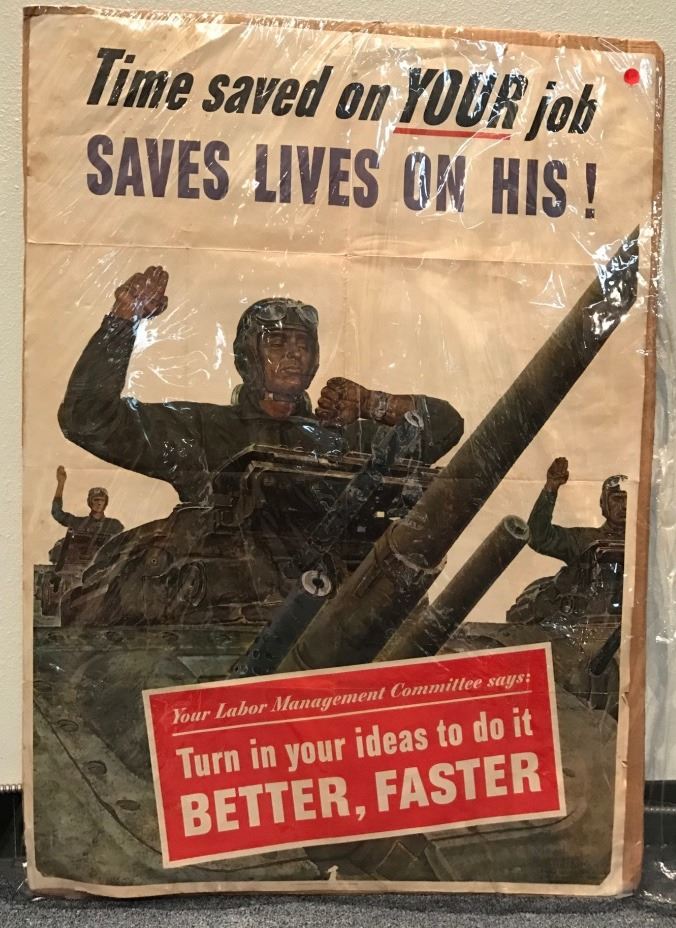 Time saved on YOUR job
SAVES LIVES ON HIS!
Your Labor Management Committee says:
Turn in your ideas to do it
BETTER, FASTER